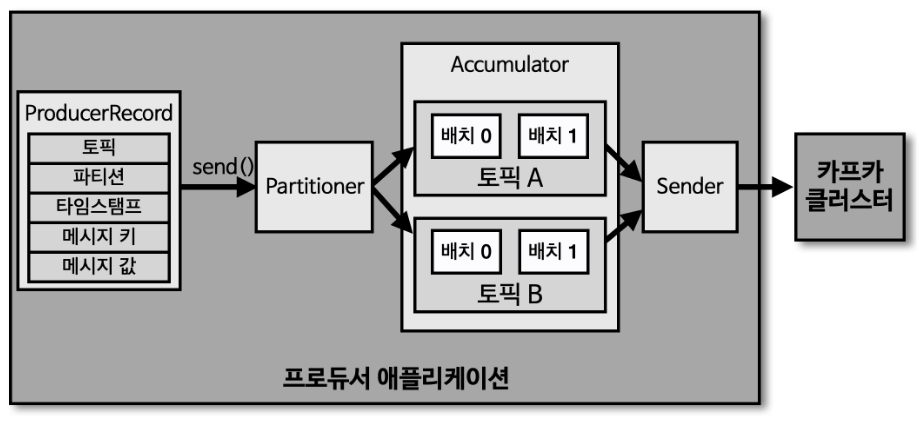 ProducerRecord
토픽
파티션
타임스탬프
메시지 키
메시지 값
send()
Partitioner
Accumulator
배치 0
배치 1
토픽 A
배치 0
배치 1
토픽 B
Sender
카프카
클러스터
프로듀서 애플리케이션